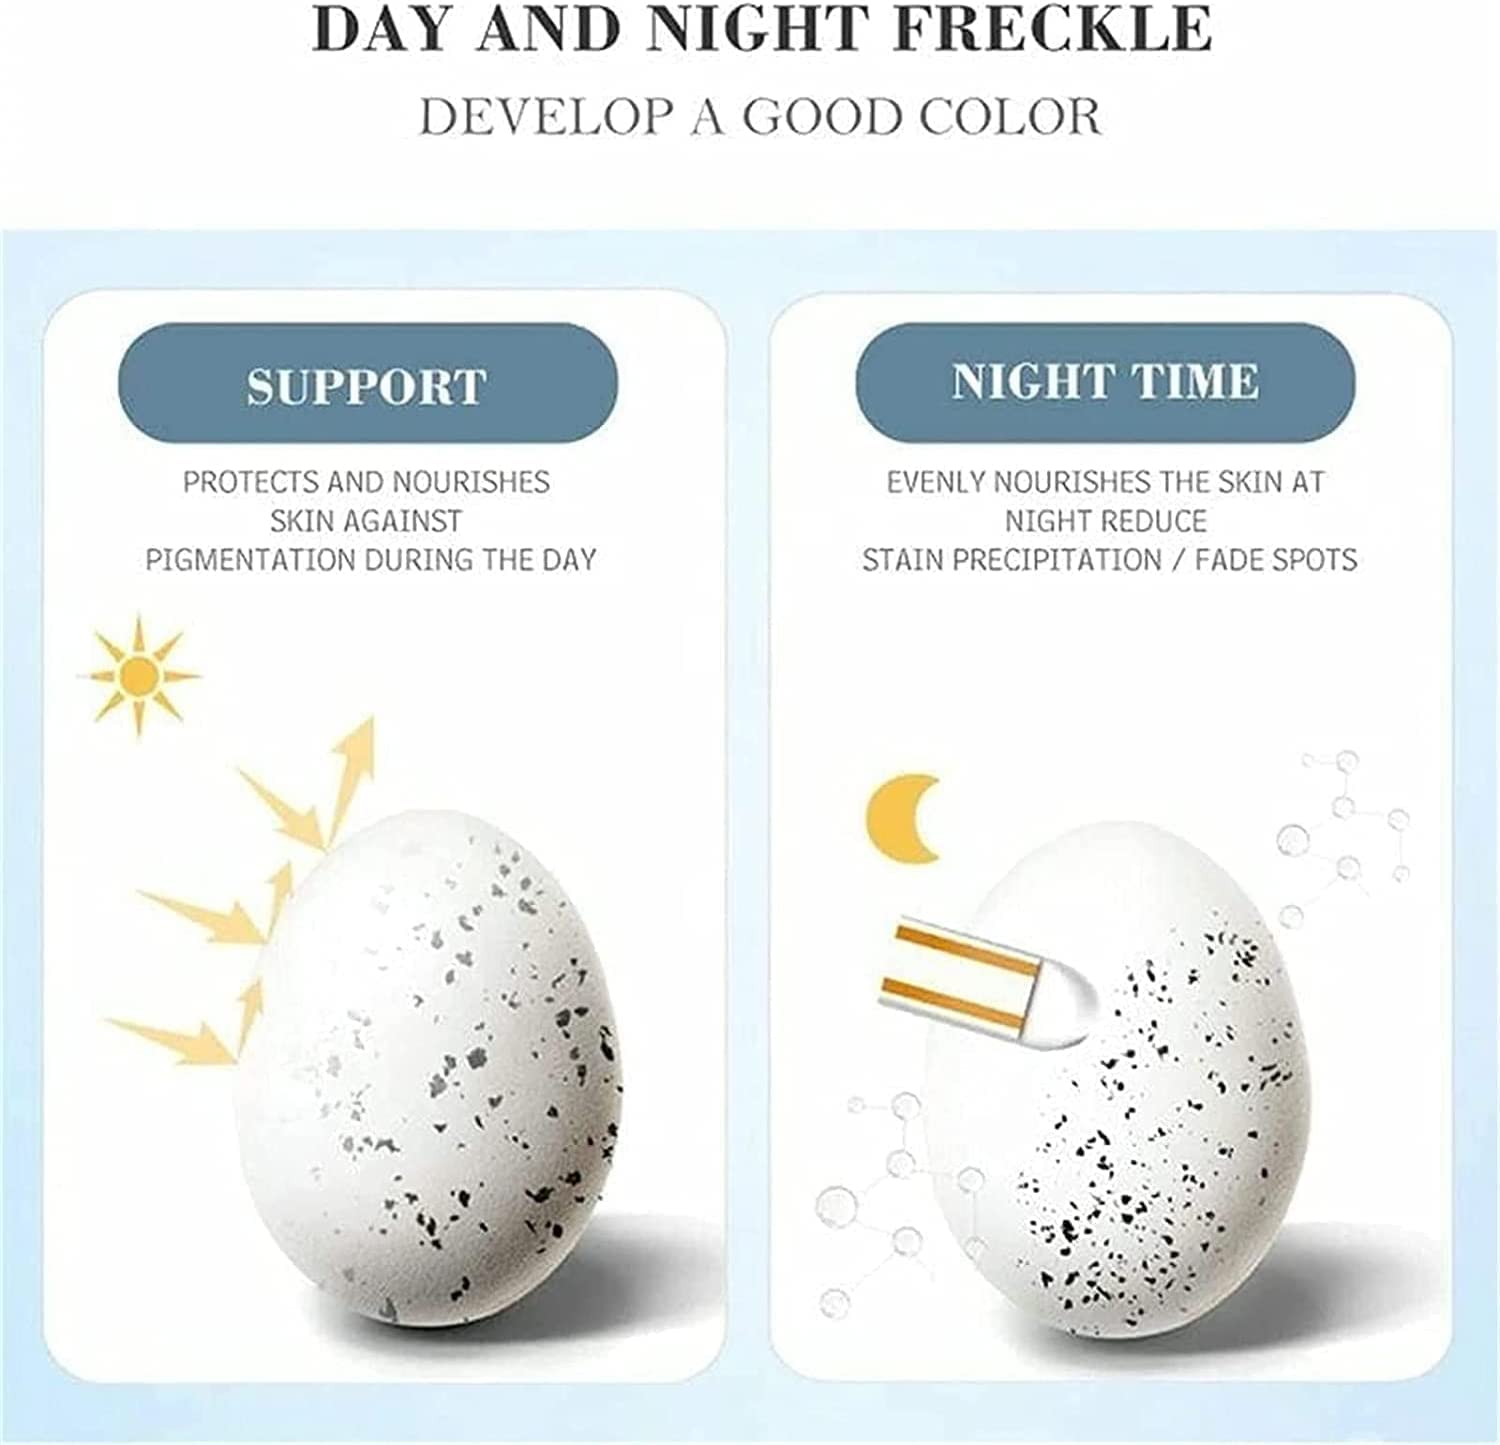 DAY AND NIGHT FRECKLE
DEVELOP A GOOD COLOR
SUPPORT
PROTECTS AND NOURISHES
SKIN AGAINST
PIGMENTATION DURING THE DAY
NIGHT TIME
EVENLY NOURISHES THE SKIN AT
NIGHT REDUCE
STAIN PRECIPITATION / FADE SPOTS